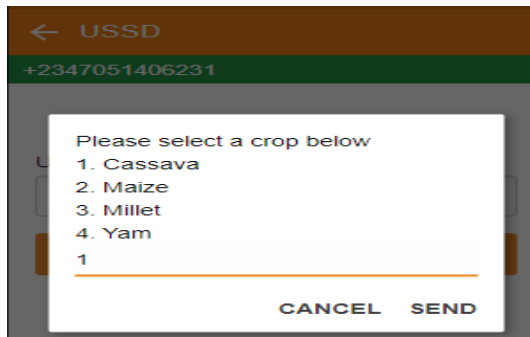 ← USSD
+2347051406231
U
Please select a crop below
1. Cassava
2. Maize
3. Millet
4. Yam
1
CANCEL SEND